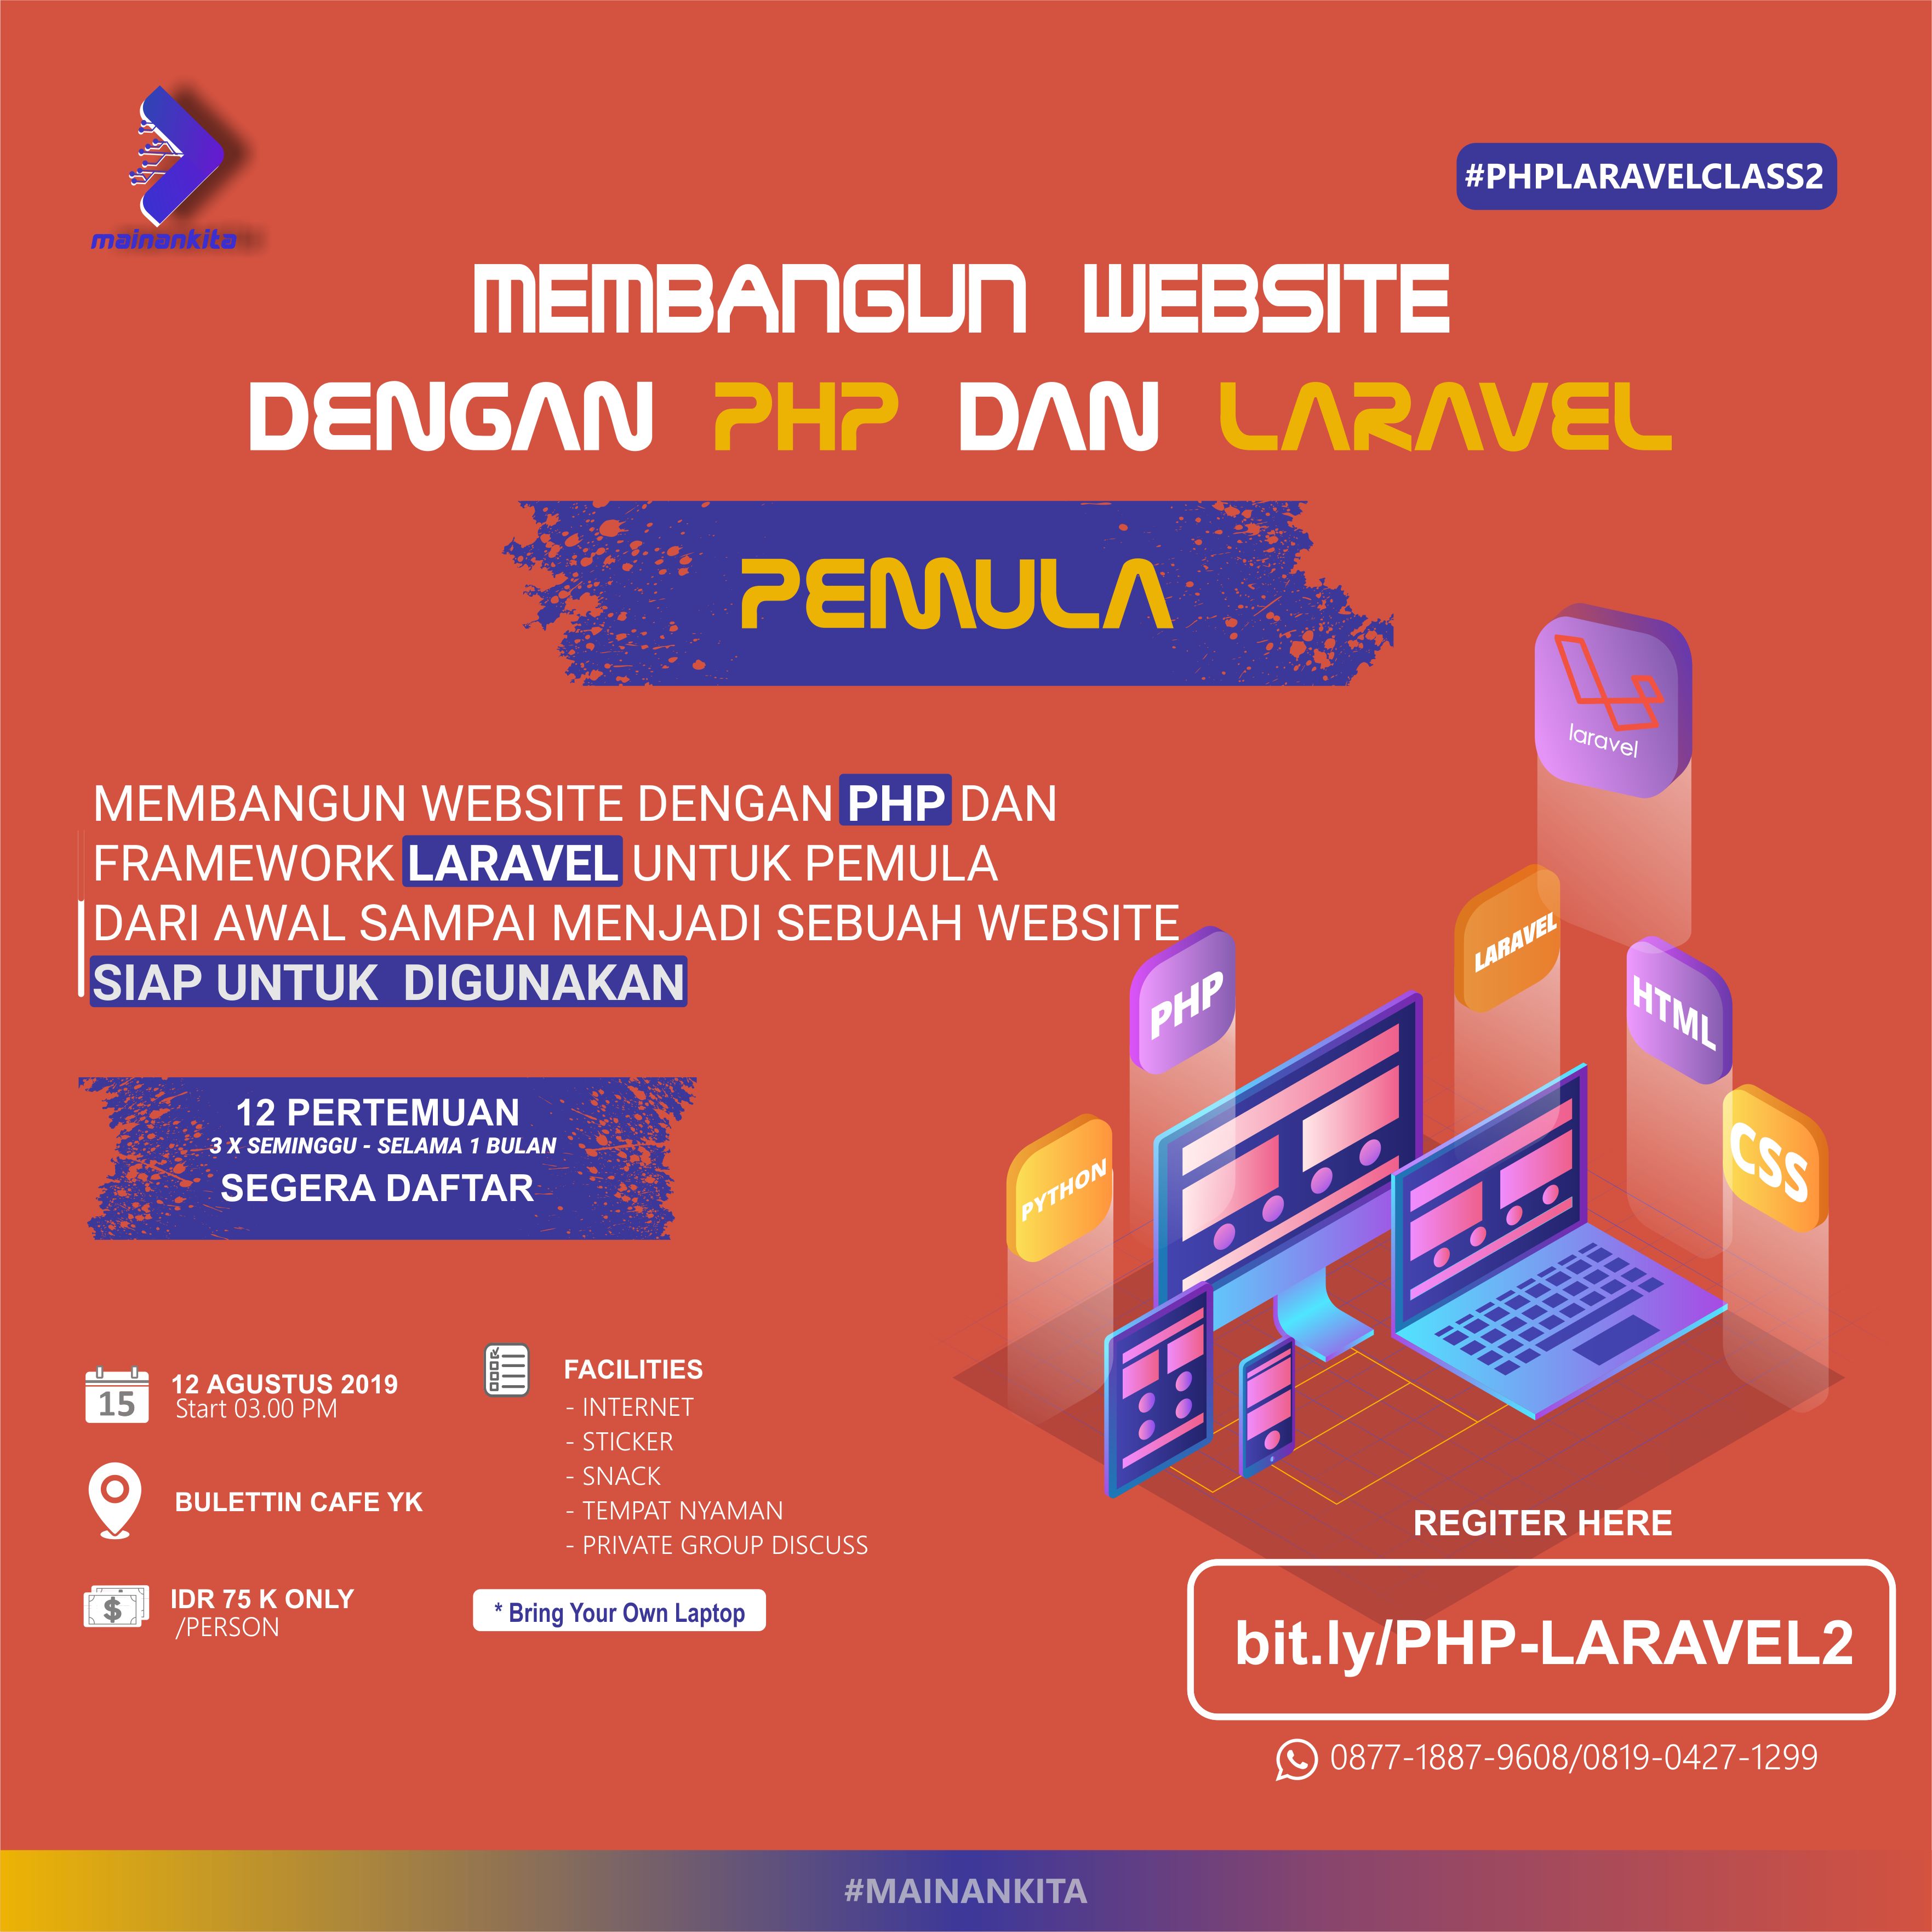 mainankita
#PHPLARAVELCLASS2
MEMBANGUN WEBSITE
DENGAN PHP DAN LARAVEL
PEMULA
MEMBANGUN WEBSITE DENGAN PHP DAN
FRAMEWORK LARAVEL UNTUK PEMULA
DARI AWAL SAMPAI MENJADI SEBUAH WEBSITE
SIAP UNTUK DIGUNAKAN
12 PERTEMUAN
3 X SEMINGGU - SELAMA 1 BULAN
SEGERA DAFTAR
laravel
LARAVEL
PHP
HTML
PYTHON
CSS
15
12 AGUSTUS 2019
Start 03.00 PM
BULETTIN CAFE YK
$
IDR 75 K ONLY
/PERSON
FACILITIES
- INTERNET
- STICKER
- SNACK
- TEMPAT NYAMAN
- PRIVATE GROUP DISCUSS
* Bring Your Own Laptop
REGITER HERE
bit.ly/PHP-LARAVEL2
0877-1887-9608/0819-0427-1299
#MAINANKITA